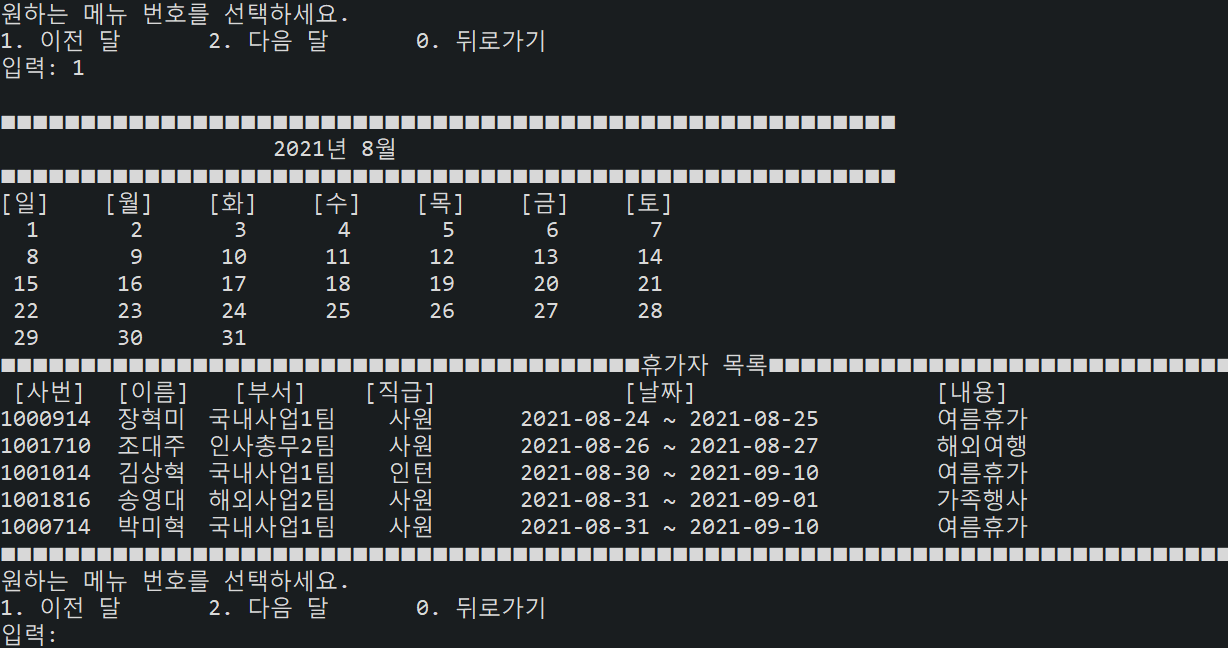 원하는 메뉴 번호를 선택하세요.
1. 이전 달 2. 다음 달 0. 뒤로가기
입력: 1
■■■■■■■■■■■■■■■■■■■■■■■■■■■■■■■■■■■■■■■■■■■■■■■■■■■■■■■■
2021년 8월
■■■■■■■■■■■■■■■■■■■■■■■■■■■■■■■■■■■■■■■■■■■■■■■■■■■■■■■■
[일] [월] [화] [수] [목] [금] [토]
1 2 3 4 5 6 7
8 9 10 11 12 13 14
15 16 17 18 19 20 21
22 23 24 25 26 27 28
29 30 31
■■■■■■■■■■■■■■■■■■■■■■■■■■■■■■■■■■■■■■■■휴가자 목록■■■■■■■■■■■■■■■■■■■■■■■■■■■■■
[사번] [이름] [부서] [직급] [날짜] [내용]
1000914 장혁미 국내사업1팀 사원 2021-08-24 ~ 2021-08-25 여름휴가
1001710 조대주 인사총무2팀 사원 2021-08-26 ~ 2021-08-27 해외여행
1001014 김상혁 국내사업1팀 인턴 2021-08-30 ~ 2021-09-10 여름휴가
1001816 송영대 해외사업2팀 사원 2021-08-31 ~ 2021-09-01 가족행사
1000714 박미혁 국내사업1팀 사원 2021-08-31 ~ 2021-09-10 여름휴가
■■■■■■■■■■■■■■■■■■■■■■■■■■■■■■■■■■■■■■■■■■■■■■■■■■■■■■■■■■■■■■■■■■■■■■■■■■■■■
원하는 메뉴 번호를 선택하세요.
1. 이전 달 2. 다음 달 0. 뒤로가기
입력: